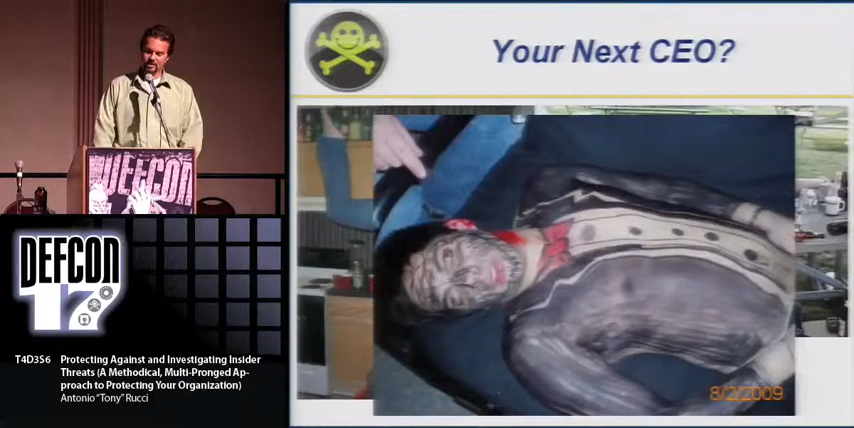 Your Next CEO?
DEFCON
DEFCON
17
T4D3S6 Protecting Against and Investigating Insider
Threats (A Methodical, Multi-Pronged Ap-
proach to Protecting Your Organization)
Antonio "Tony" Rucci
8/2/2009